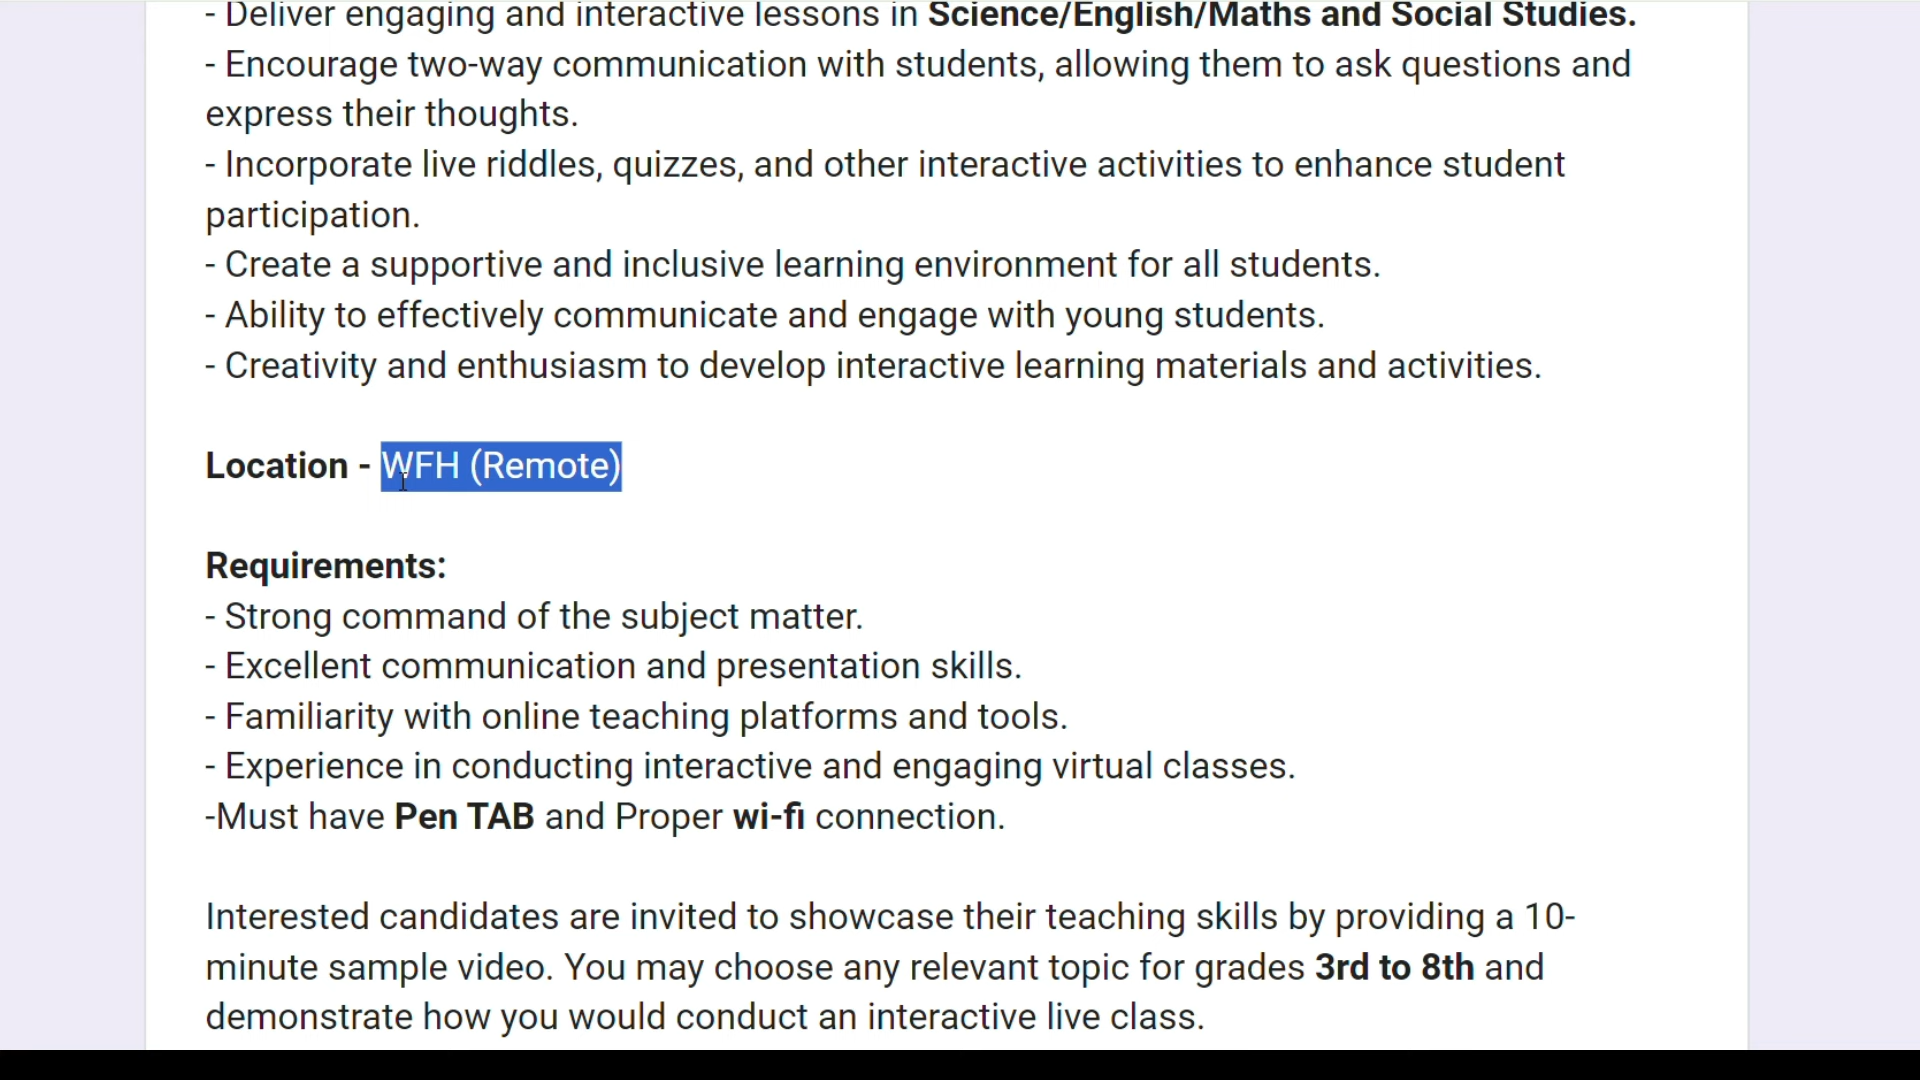 - Deliver engaging and interactive lessons in Science/English/Maths and Social Studies.
- Encourage two-way communication with students, allowing them to ask questions and
express their thoughts.
- Incorporate live riddles, quizzes, and other interactive activities to enhance student
participation.
- Create a supportive and inclusive learning environment for all students.
- Ability to effectively communicate and engage with young students.
- Creativity and enthusiasm to develop interactive learning materials and activities.
Location - WFH (Remote)
Requirements:
- Strong command of the subject matter.
- Excellent communication and presentation skills.
- Familiarity with online teaching platforms and tools.
- Experience in conducting interactive and engaging virtual classes.
-Must have Pen TAB and Proper wi-fi connection.
Interested candidates are invited to showcase their teaching skills by providing a 10-
minute sample video. You may choose any relevant topic for grades 3rd to 8th and
demonstrate how you would conduct an interactive live class.